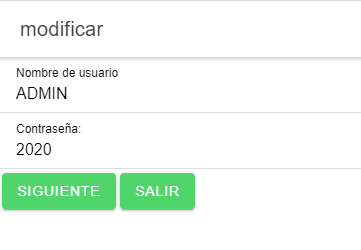 modificar
Nombre de usuario
ADMIN
Contraseña:
2020
SIGUIENTE SALIR